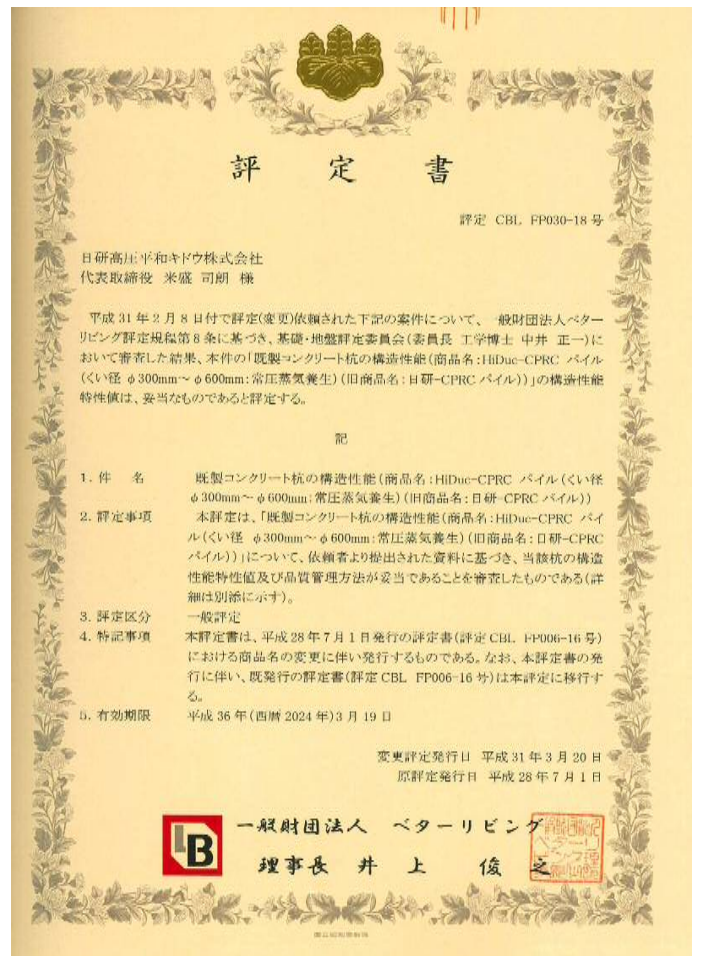 評 定 書
評定 CBL FP030-18 号
日研高圧平和キドウ株式会社
代表取締役 米盛 司朗 様
平成 31 年 2 月 8 日付で評定(変更)依頼された下記の案件について、一般財団法人ベター
リビング評定規程第 8 条に基づき、基礎・地盤評定委員会(委員長 工学博士 中井 正一)に
おいて審査した結果、本件の「既製コンクリート杭の構造性能(商品名:HiDuc-CPRC パイル
(くい径 φ300mm～φ600mm:常圧蒸気養生)(旧商品名:日研-CPRC パイル))」の構造性能
特性値は、妥当なものであると評定する。
記
1. 件 名 既製コンクリート杭の構造性能(商品名:HiDuc-CPRC パイル(くい径
φ300mm～φ600mm:常圧蒸気養生)(旧商品名:日研-CPRC パイル))
2. 評定事項 本評定は、「既製コンクリート杭の構造性能(商品名:HiDuc-CPRC パイ
ル(くい径 φ300mm～φ600mm:常圧蒸気養生)(旧商品名:日研-CPRC
パイル))」について、依頼者より提出された資料に基づき、当該杭の構造
性能特性値及び品質管理方法が妥当であることを審査したものである(詳
細は別添に示す)。
3. 評定区分 一般評定
4. 特記事項 本評定書は、平成 28 年 7 月 1 日発行の評定書(評定 CBL FP006-16 号)
における商品名の変更に伴い発行するものである。なお、本評定書の発
行に伴い、既発行の評定書(評定 CBL FP006-16 号)は本評定に移行す
る。
5. 有効期限 平成 36 年(西暦 2024 年)3 月 19 日
変更評定発行日 平成 31 年 3 月 20 日
原評定発行日 平成 28 年 7 月 1 日
一般財団法人 ベターリビング
理事長 井上 俊之